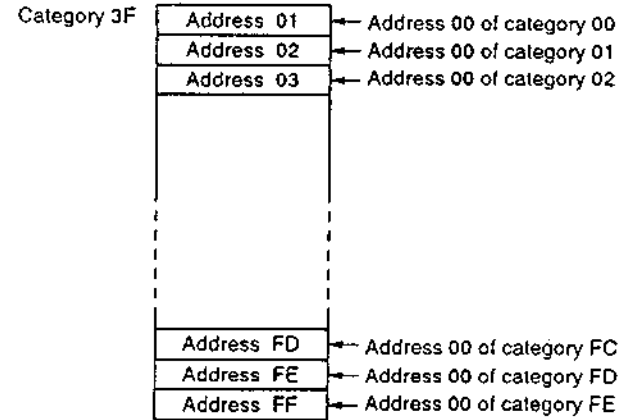 Category 3F Address 01 Address 00 of category 00
Address 02 Address 00 of category 01
Address 03 Address 00 of category 02
Address FD Address 00 of category FC
Address FE Address 00 of category FD
Address FF Address 00 of category FE